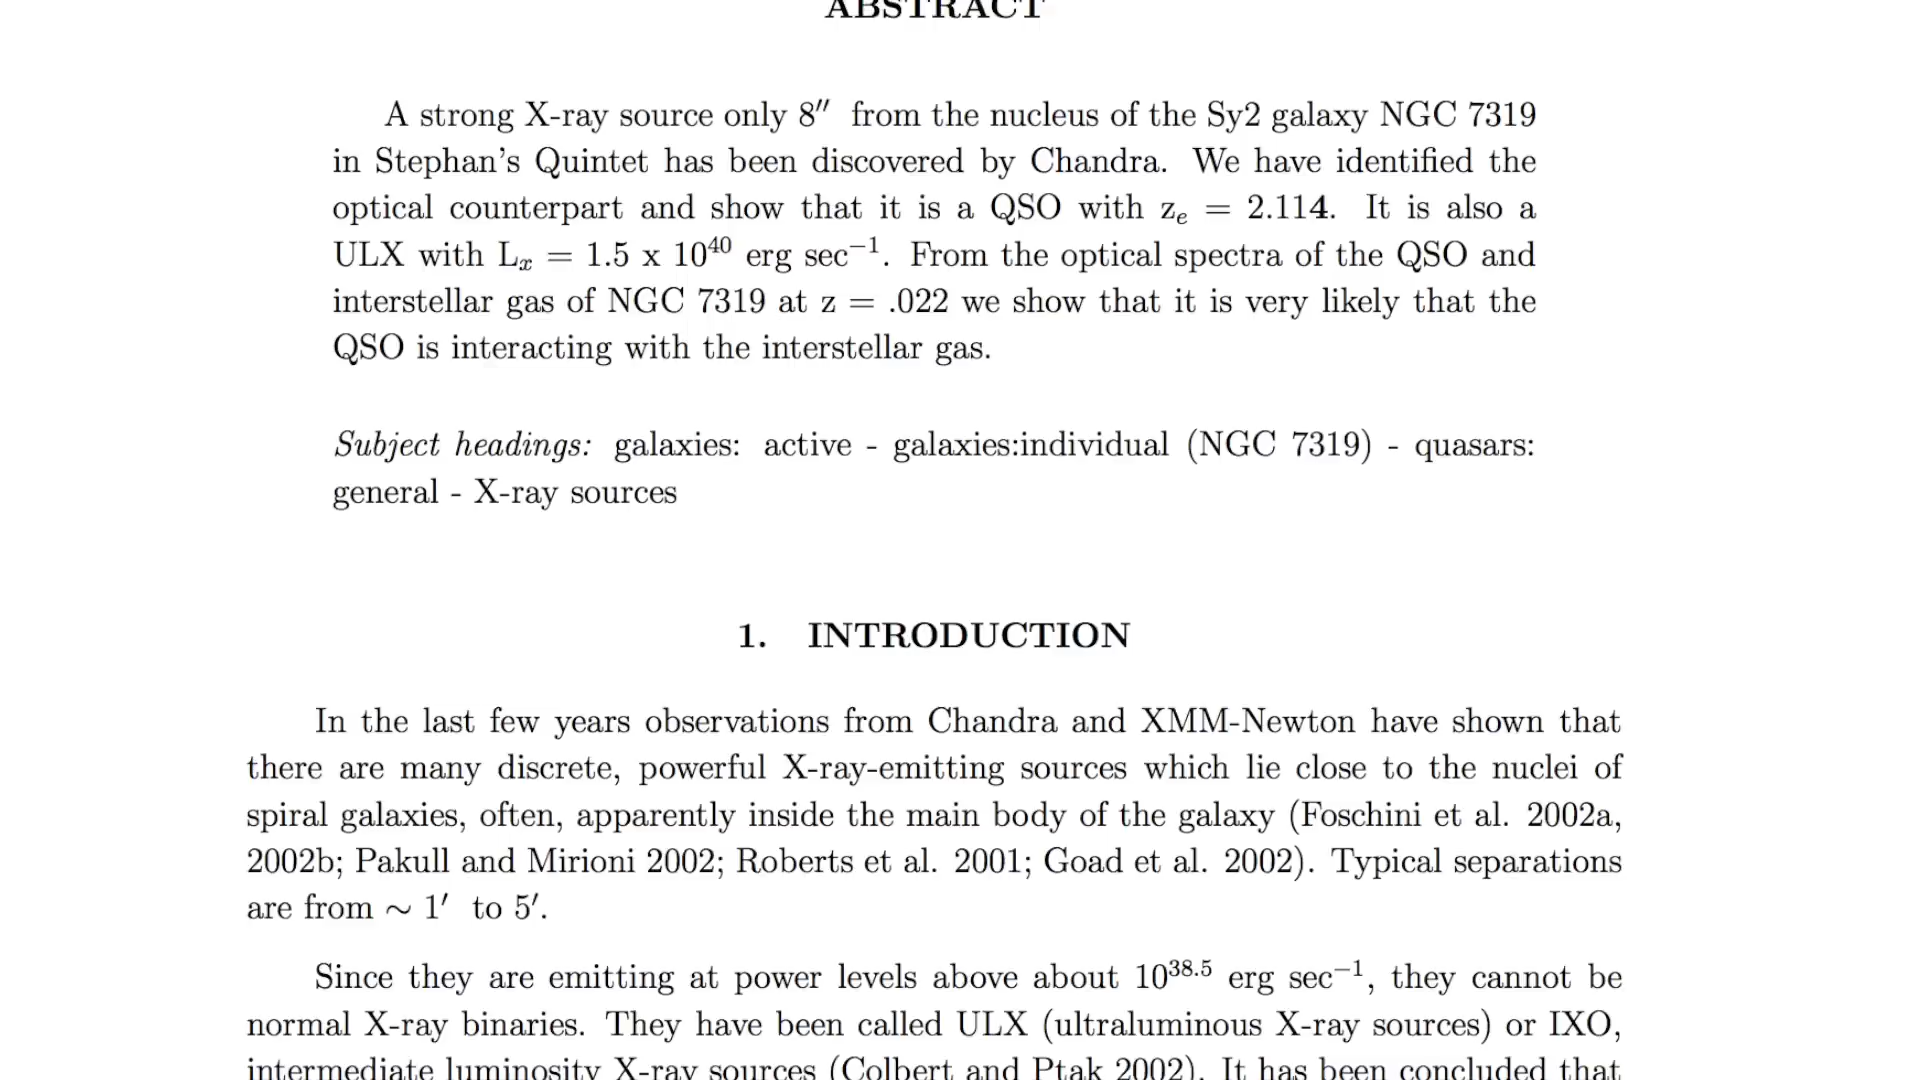 ABSTRACT
A strong X-ray source only 8″ from the nucleus of the Sy2 galaxy NGC 7319
in Stephan's Quintet has been discovered by Chandra. We have identified the
optical counterpart and show that it is a QSO with zₑ = 2.114. It is also a
ULX with Lₓ = 1.5 x 10⁴⁰ erg sec⁻¹. From the optical spectra of the QSO and
interstellar gas of NGC 7319 at z = .022 we show that it is very likely that the
QSO is interacting with the interstellar gas.
Subject headings: galaxies: active - galaxies:individual (NGC 7319) - quasars:
general - X-ray sources
1. INTRODUCTION
In the last few years observations from Chandra and XMM-Newton have shown that
there are many discrete, powerful X-ray-emitting sources which lie close to the nuclei of
spiral galaxies, often, apparently inside the main body of the galaxy (Foschini et al. 2002a,
2002b; Pakull and Mirioni 2002; Roberts et al. 2001; Goad et al. 2002). Typical separations
are from ∼ 1′ to 5′.
Since they are emitting at power levels above about 10³⁸·⁵ erg sec⁻¹, they cannot be
normal X-ray binaries. They have been called ULX (ultraluminous X-ray sources) or IXO,
intermediate luminosity X-ray sources (Colbert and Ptak 2002). It has been concluded that